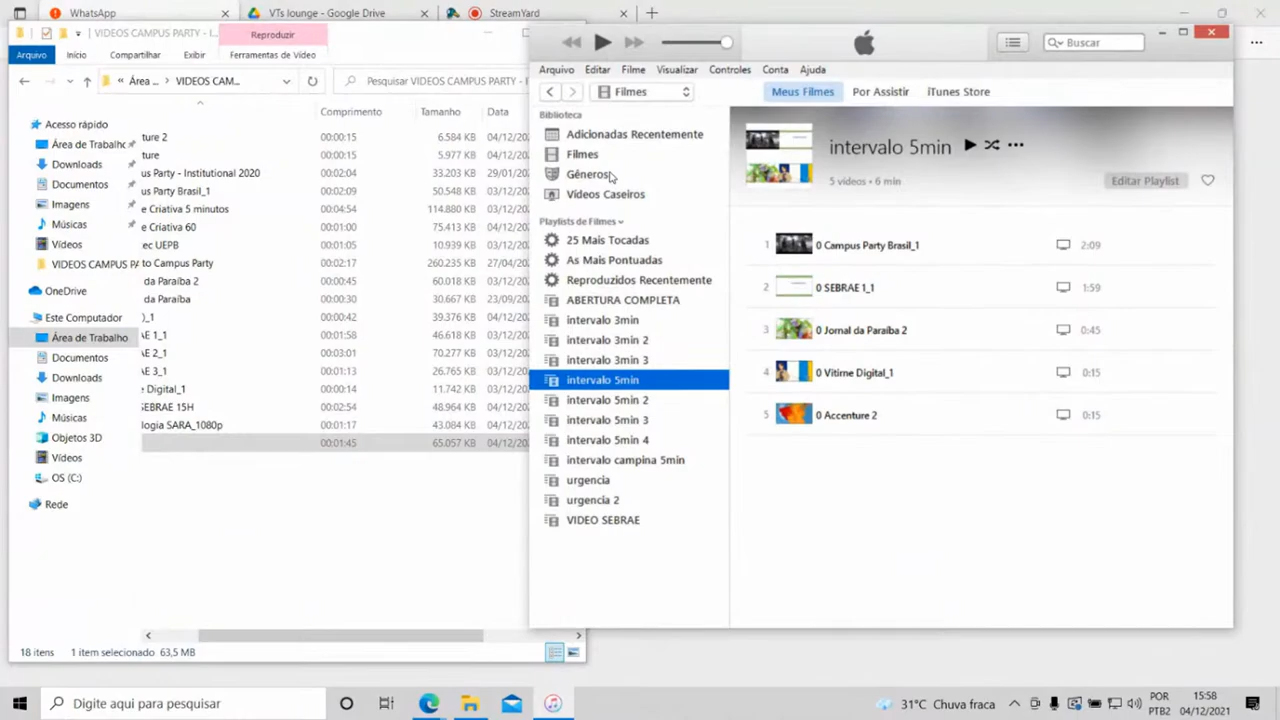 WhatsApp
VTs lounge - Google Drive
StreamYard
VIDEOS CAMPUS PARTY - I...
Reproduzir
Arquivo
Início
Compartilhar
Exibir
Ferramentas de Vídeo
« Área ... › VIDEOS CAM...
Pesquisar VIDEOS CAMPUS PARTY - I
Comprimento
Tamanho
Data
Acesso rápido
Área de Trabalho
Downloads
Documentos
Imagens
Músicas
Vídeos
VIDEOS CAMPUS PA
OneDrive
Este Computador
Área de Trabalho
Documentos
Downloads
Imagens
Músicas
Objetos 3D
Vídeos
OS (C:)
Rede
ture 2 00:00:15 6.584 KB 04/12/20
ture 00:00:15 5.977 KB 04/12/20
us Party - Institutional 2020 00:02:04 33.203 KB 29/01/20
us Party Brasil_1 00:02:09 50.548 KB 03/12/20
e Criativa 5 minutos 00:04:54 114.880 KB 04/12/20
e Criativa 60 00:01:00 75.413 KB 04/12/20
ec UEPB 00:01:05 10.939 KB 04/12/20
to Campus Party 00:02:17 260.235 KB 27/04/20
da Paraíba 2 00:00:45 60.018 KB 04/12/20
da Paraíba 00:00:30 30.667 KB 23/09/20
)_1 00:00:42 39.376 KB 04/12/20
AE 1_1 00:01:58 46.618 KB 03/12/20
AE 2_1 00:03:01 70.277 KB 03/12/20
AE 3_1 00:01:13 26.765 KB 03/12/20
e Digital_1 00:00:14 11.742 KB 03/12/20
SEBRAE 15H 00:02:54 48.964 KB 04/12/20
logia SARA_1080p 00:01:17 43.084 KB 04/12/20
00:01:45 65.057 KB 04/12/20
18 itens 1 item selecionado 63,5 MB
Buscar
Arquivo Editar Filme Visualizar Controles Conta Ajuda
Filmes
Meus Filmes Por Assistir iTunes Store
Biblioteca
Adicionadas Recentemente
Filmes
Gêneros
Vídeos Caseiros
Playlists de Filmes
25 Mais Tocadas
As Mais Pontuadas
Reproduzidos Recentemente
ABERTURA COMPLETA
intervalo 3min
intervalo 3min 2
intervalo 3min 3
intervalo 5min
intervalo 5min 2
intervalo 5min 3
intervalo 5min 4
intervalo campina 5min
urgencia
urgencia 2
VIDEO SEBRAE
intervalo 5min
5 vídeos • 6 min
Editar Playlist
1 0 Campus Party Brasil_1 2:09
2 0 SEBRAE 1_1 1:59
3 0 Jornal da Paraíba 2 0:45
4 0 Vitirne Digital_1 0:15
5 0 Accenture 2 0:15
Digite aqui para pesquisar
31°C Chuva fraca
POR
PTB2
15:58
04/12/2021